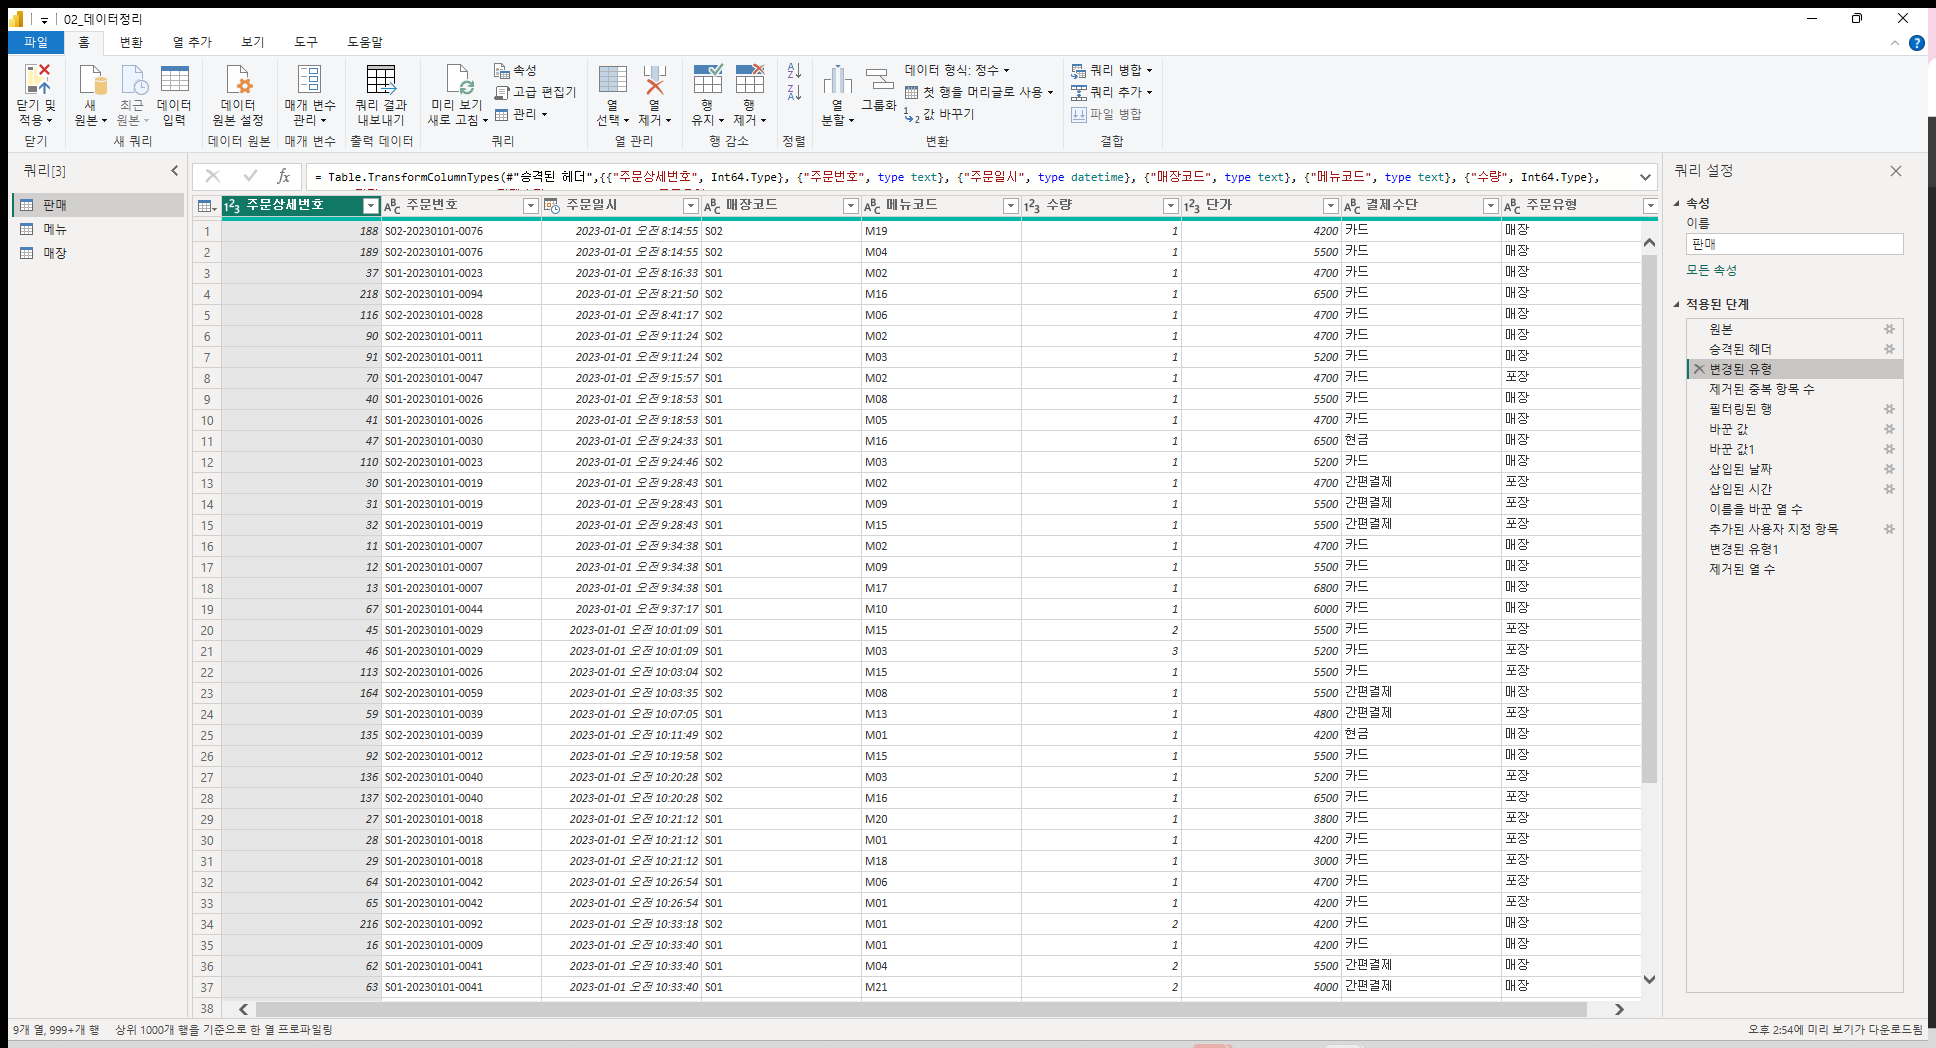 02_데이터정리
파일 홈 변환 열 추가 보기 도구 도움말
닫기 및 적용
닫기
새 원본
최근 원본
데이터 입력
새 쿼리
데이터 원본 설정
데이터 원본
매개 변수 관리
매개 변수
쿼리 결과 내보내기
출력 데이터
미리 보기 새로 고침
속성
고급 편집기
관리
쿼리
열 선택
열 제거
열 관리
행 유지
행 제거
행 감소
정렬
열 분할
그룹화
데이터 형식: 정수
첫 행을 머리글로 사용
값 바꾸기
변환
쿼리 병합
쿼리 추가
파일 병합
결합
쿼리[3]
판매
메뉴
매장
= Table.TransformColumnTypes(#"승격된 헤더",{{"주문상세번호", Int64.Type}, {"주문번호", type text}, {"주문일시", type datetime}, {"매장코드", type text}, {"메뉴코드", type text}, {"수량", Int64.Type},
주문상세번호 주문번호 주문일시 매장코드 메뉴코드 수량 단가 결제수단 주문유형
1 188 S02-20230101-0076 2023-01-01 오전 8:14:55 S02 M19 1 4200 카드 매장
2 189 S02-20230101-0076 2023-01-01 오전 8:14:55 S02 M04 1 5500 카드 매장
3 37 S01-20230101-0023 2023-01-01 오전 8:16:33 S01 M02 1 4700 카드 매장
4 218 S02-20230101-0094 2023-01-01 오전 8:21:50 S02 M16 1 6500 카드 매장
5 116 S02-20230101-0028 2023-01-01 오전 8:41:17 S02 M06 1 4700 카드 매장
6 90 S02-20230101-0011 2023-01-01 오전 9:11:24 S02 M02 1 4700 카드 매장
7 91 S02-20230101-0011 2023-01-01 오전 9:11:24 S02 M03 1 5200 카드 매장
8 70 S01-20230101-0047 2023-01-01 오전 9:15:57 S01 M02 1 4700 카드 포장
9 40 S01-20230101-0026 2023-01-01 오전 9:18:53 S01 M08 1 5500 카드 매장
10 41 S01-20230101-0026 2023-01-01 오전 9:18:53 S01 M05 1 4700 카드 매장
11 47 S01-20230101-0030 2023-01-01 오전 9:24:33 S01 M16 1 6500 현금 매장
12 110 S02-20230101-0023 2023-01-01 오전 9:24:46 S02 M03 1 5200 카드 매장
13 30 S01-20230101-0019 2023-01-01 오전 9:28:43 S01 M02 1 4700 간편결제 포장
14 31 S01-20230101-0019 2023-01-01 오전 9:28:43 S01 M09 1 5500 간편결제 포장
15 32 S01-20230101-0019 2023-01-01 오전 9:28:43 S01 M15 1 5500 간편결제 포장
16 11 S01-20230101-0007 2023-01-01 오전 9:34:38 S01 M02 1 4700 카드 매장
17 12 S01-20230101-0007 2023-01-01 오전 9:34:38 S01 M09 1 5500 카드 매장
18 13 S01-20230101-0007 2023-01-01 오전 9:34:38 S01 M17 1 6800 카드 매장
19 67 S01-20230101-0044 2023-01-01 오전 9:37:17 S01 M10 1 6000 카드 매장
20 45 S01-20230101-0029 2023-01-01 오전 10:01:09 S01 M15 2 5500 카드 포장
21 46 S01-20230101-0029 2023-01-01 오전 10:01:09 S01 M03 3 5200 카드 포장
22 113 S02-20230101-0026 2023-01-01 오전 10:03:04 S02 M15 1 5500 카드 포장
23 164 S02-20230101-0059 2023-01-01 오전 10:03:35 S02 M08 1 5500 간편결제 매장
24 59 S01-20230101-0039 2023-01-01 오전 10:07:05 S01 M13 1 4800 간편결제 포장
25 135 S02-20230101-0039 2023-01-01 오전 10:11:49 S02 M01 1 4200 현금 매장
26 92 S02-20230101-0012 2023-01-01 오전 10:19:58 S02 M15 1 5500 카드 매장
27 136 S02-20230101-0040 2023-01-01 오전 10:20:28 S02 M03 1 5200 카드 포장
28 137 S02-20230101-0040 2023-01-01 오전 10:20:28 S02 M16 1 6500 카드 포장
29 27 S01-20230101-0018 2023-01-01 오전 10:21:12 S01 M20 1 3800 카드 포장
30 28 S01-20230101-0018 2023-01-01 오전 10:21:12 S01 M01 1 4200 카드 포장
31 29 S01-20230101-0018 2023-01-01 오전 10:21:12 S01 M18 1 3000 카드 포장
32 64 S01-20230101-0042 2023-01-01 오전 10:26:54 S01 M06 1 4700 카드 포장
33 65 S01-20230101-0042 2023-01-01 오전 10:26:54 S01 M01 1 4200 카드 포장
34 216 S02-20230101-0092 2023-01-01 오전 10:33:18 S02 M01 2 4200 카드 매장
35 16 S01-20230101-0009 2023-01-01 오전 10:33:40 S01 M01 1 4200 카드 매장
36 62 S01-20230101-0041 2023-01-01 오전 10:33:40 S01 M04 2 5500 간편결제 매장
37 63 S01-20230101-0041 2023-01-01 오전 10:33:40 S01 M21 2 4000 간편결제 매장
38
쿼리 설정
속성
이름
판매
모든 속성
적용된 단계
원본
승격된 헤더
변경된 유형
제거된 중복 항목 수
필터링된 행
바꾼 값
바꾼 값1
삽입된 날짜
삽입된 시간
이름을 바꾼 열 수
추가된 사용자 지정 항목
변경된 유형1
제거된 열 수
9개 열, 999+개 행 상위 1000개 행을 기준으로 한 열 프로파일링
오후 2:54에 미리 보기가 다운로드됨